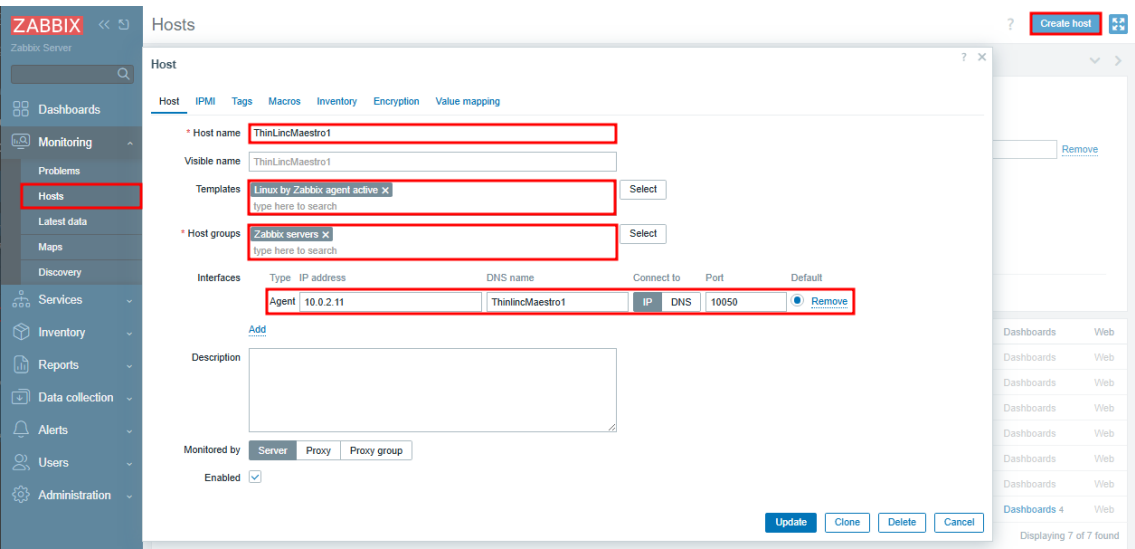 ZABBIX
Zabbix Server
Dashboards
Monitoring
Problems
Hosts
Latest data
Maps
Discovery
Services
Inventory
Reports
Data collection
Alerts
Users
Administration
Hosts
? Create host
Host ?
Host IPMI Tags Macros Inventory Encryption Value mapping
* Host name ThinLincMaestro1
Visible name ThinLincMaestro1
Templates Linux by Zabbix agent active × Select
type here to search
* Host groups Zabbix servers × Select
type here to search
Interfaces Type IP address DNS name Connect to Port Default
Agent 10.0.2.11 ThinlincMaestro1 IP DNS 10050 Remove
Add
Description
Monitored by Server Proxy Proxy group
Enabled
Update Clone Delete Cancel
Remove
Dashboards Web
Dashboards Web
Dashboards Web
Dashboards Web
Dashboards Web
Dashboards Web
Dashboards Web
Dashboards 4 Web
Displaying 7 of 7 found